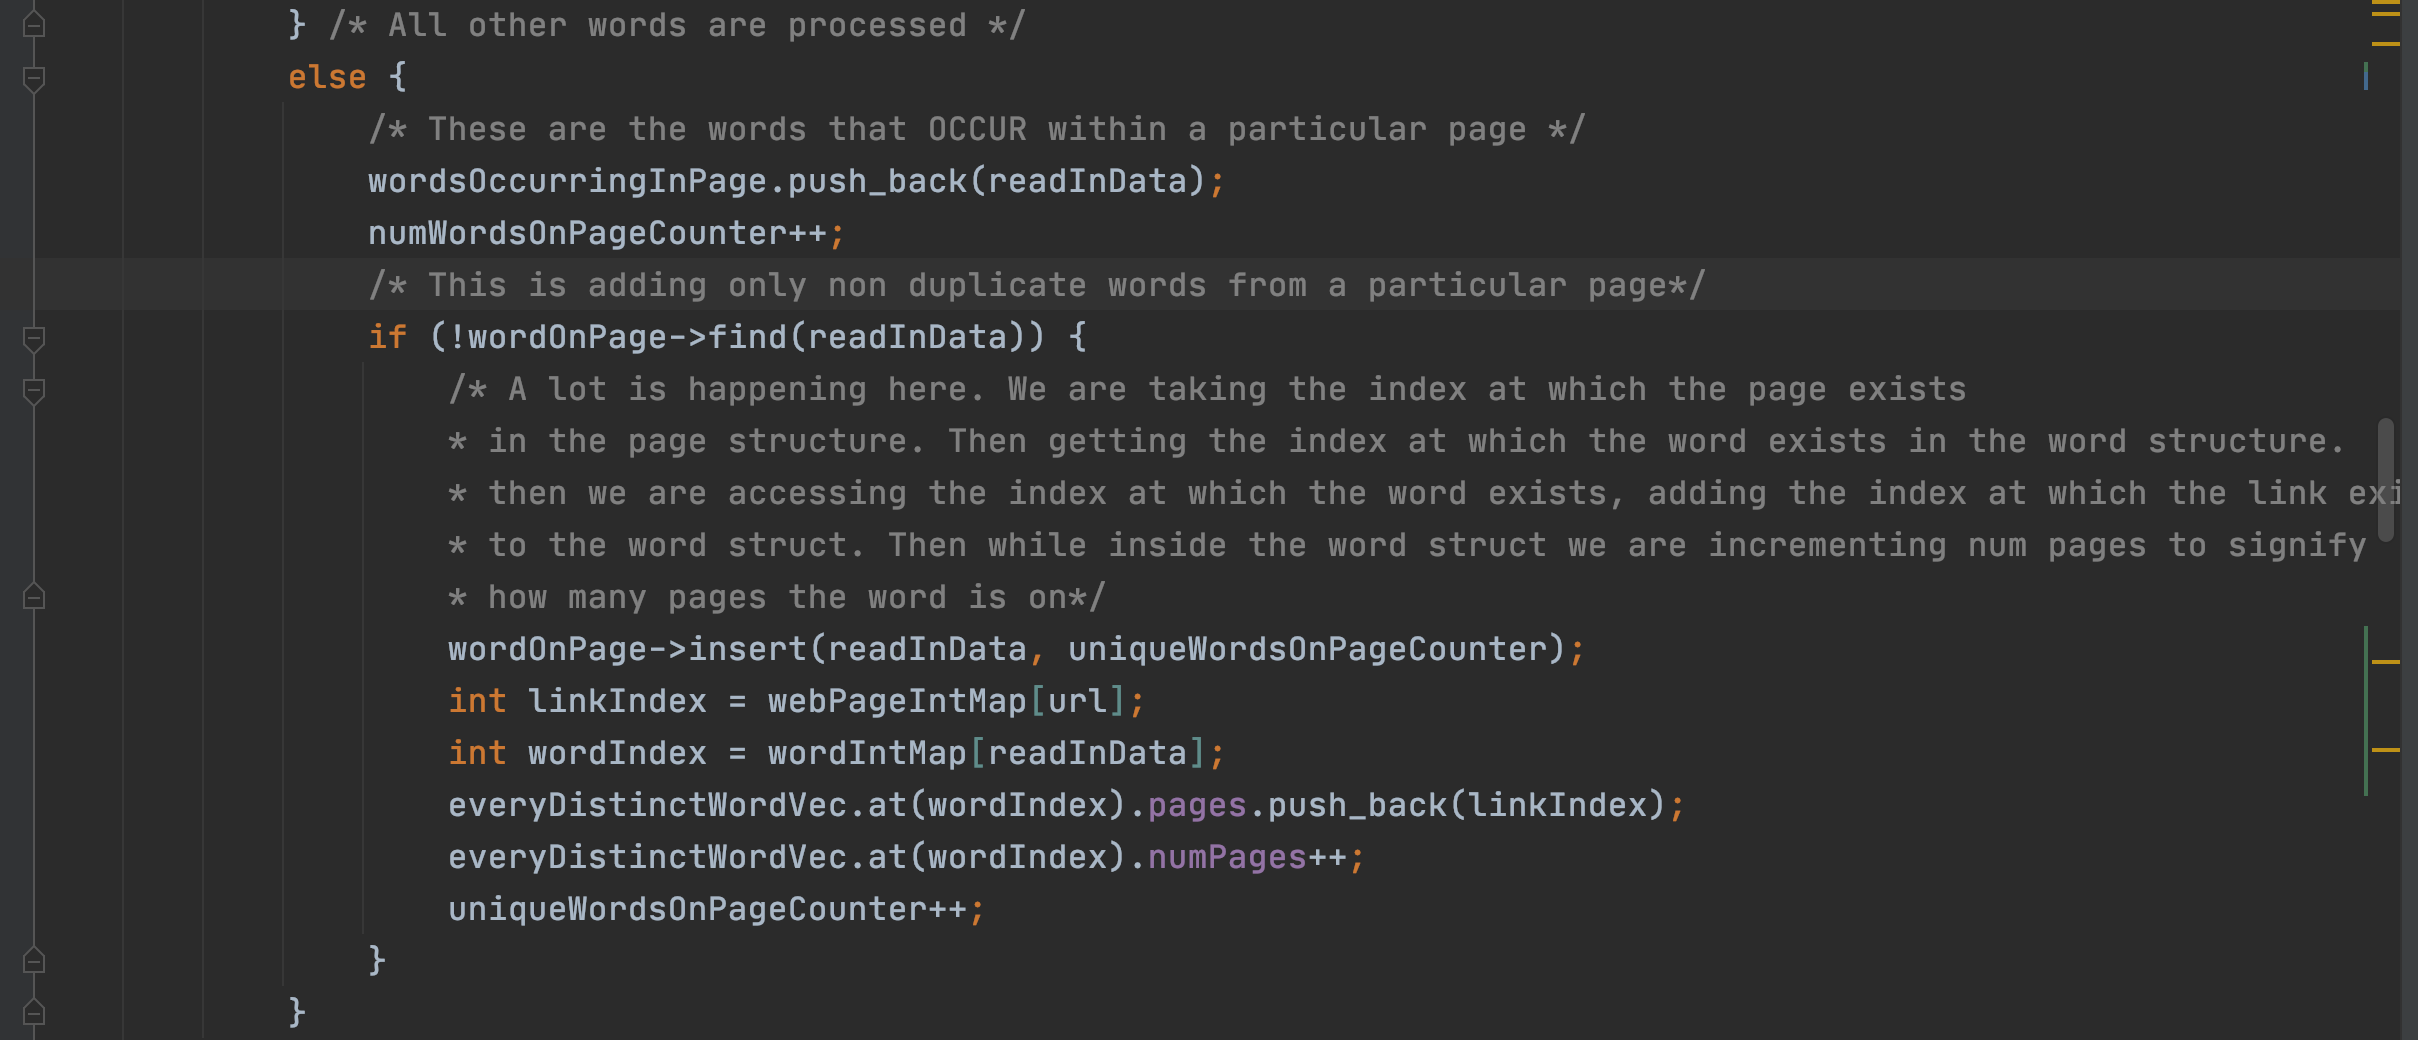 } /* All other words are processed */
else {
/* These are the words that OCCUR within a particular page */
wordsOccurringInPage.push_back(readInData);
numWordsOnPageCounter++;
/* This is adding only non duplicate words from a particular page*/
if (!wordOnPage->find(readInData)) {
/* A lot is happening here. We are taking the index at which the page exists
* in the page structure. Then getting the index at which the word exists in the word structure.
* then we are accessing the index at which the word exists, adding the index at which the link
* to the word struct. Then while inside the word struct we are incrementing num pages to signify
* how many pages the word is on*/
wordOnPage->insert(readInData, uniqueWordsOnPageCounter);
int linkIndex = webPageIntMap[url];
int wordIndex = wordIntMap[readInData];
everyDistinctWordVec.at(wordIndex).pages.push_back(linkIndex);
everyDistinctWordVec.at(wordIndex).numPages++;
uniqueWordsOnPageCounter++;
}
}